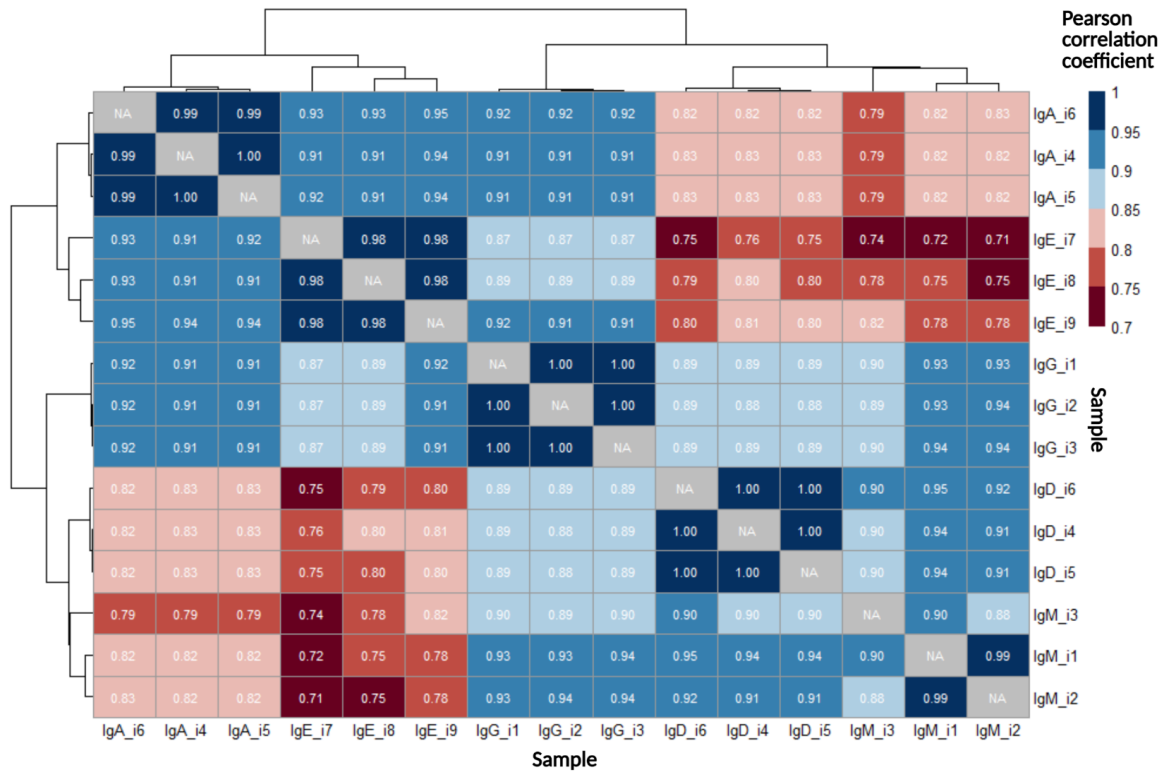 Pearson
correlation
coefficient
NA 0.99 0.99 0.93 0.93 0.95 0.92 0.92 0.92 0.82 0.82 0.82 0.79 0.82 0.83 IgA_i6
0.99 NA 1.00 0.91 0.91 0.94 0.91 0.91 0.91 0.83 0.83 0.83 0.79 0.82 0.82 IgA_i4
0.99 1.00 NA 0.92 0.91 0.94 0.91 0.91 0.91 0.83 0.83 0.83 0.79 0.82 0.82 IgA_i5
0.93 0.91 0.92 NA 0.98 0.98 0.87 0.87 0.87 0.75 0.76 0.75 0.74 0.72 0.71 IgE_i7
0.93 0.91 0.91 0.98 NA 0.98 0.89 0.89 0.89 0.79 0.80 0.80 0.78 0.75 0.75 IgE_i8
0.95 0.94 0.94 0.98 0.98 NA 0.92 0.91 0.91 0.80 0.81 0.80 0.82 0.78 0.78 IgE_i9
0.92 0.91 0.91 0.87 0.89 0.92 NA 1.00 1.00 0.89 0.89 0.89 0.90 0.93 0.93 IgG_i1
0.92 0.91 0.91 0.87 0.89 0.91 1.00 NA 1.00 0.89 0.88 0.88 0.89 0.93 0.94 IgG_i2
0.92 0.91 0.91 0.87 0.89 0.91 1.00 1.00 NA 0.89 0.89 0.89 0.90 0.94 0.94 IgG_i3
0.82 0.83 0.83 0.75 0.79 0.80 0.89 0.89 0.89 NA 1.00 1.00 0.90 0.95 0.92 IgD_i6
0.82 0.83 0.83 0.76 0.80 0.81 0.89 0.88 0.89 1.00 NA 1.00 0.90 0.94 0.91 IgD_i4
0.82 0.83 0.83 0.75 0.80 0.80 0.89 0.88 0.89 1.00 1.00 NA 0.90 0.94 0.91 IgD_i5
0.79 0.79 0.79 0.74 0.78 0.82 0.90 0.89 0.90 0.90 0.90 0.90 NA 0.90 0.88 IgM_i3
0.82 0.82 0.82 0.72 0.75 0.78 0.93 0.93 0.94 0.95 0.94 0.94 0.90 NA 0.99 IgM_i1
0.83 0.82 0.82 0.71 0.75 0.78 0.93 0.94 0.94 0.92 0.91 0.91 0.88 0.99 NA IgM_i2
IgA_i6 IgA_i4 IgA_i5 IgE_i7 IgE_i8 IgE_i9 IgG_i1 IgG_i2 IgG_i3 IgD_i6 IgD_i4 IgD_i5 IgM_i3 IgM_i1 IgM_i2
Sample
1
0.95
0.9
0.85
0.8
0.75
0.7
Sample